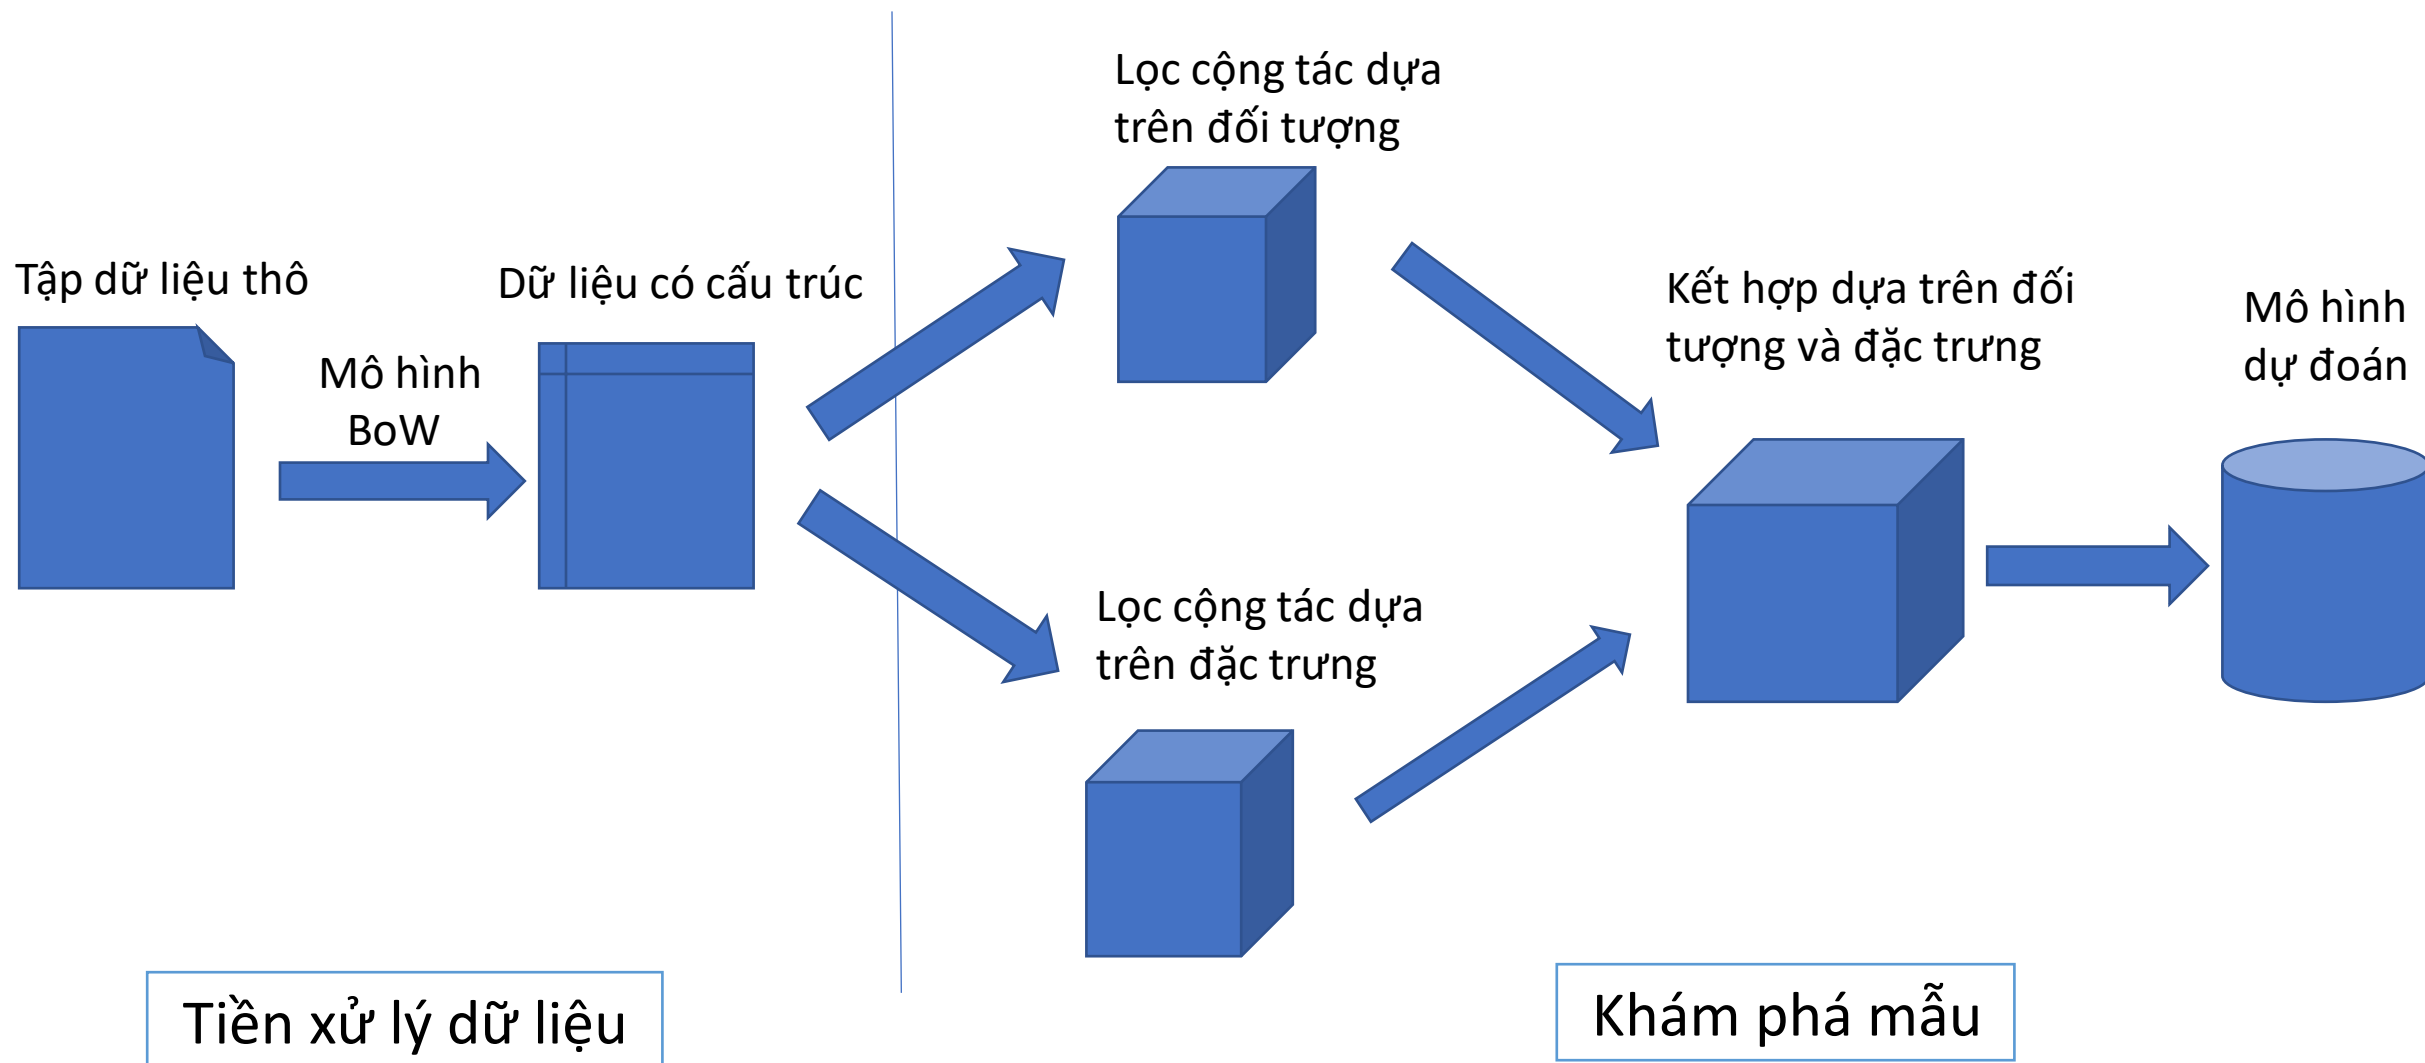 Tập dữ liệu thô
Mô hình
BoW
Dữ liệu có cấu trúc
Lọc cộng tác dựa
trên đối tượng
Lọc cộng tác dựa
trên đặc trưng
Kết hợp dựa trên đối
tượng và đặc trưng
Mô hình
dự đoán
Tiền xử lý dữ liệu
Khám phá mẫu